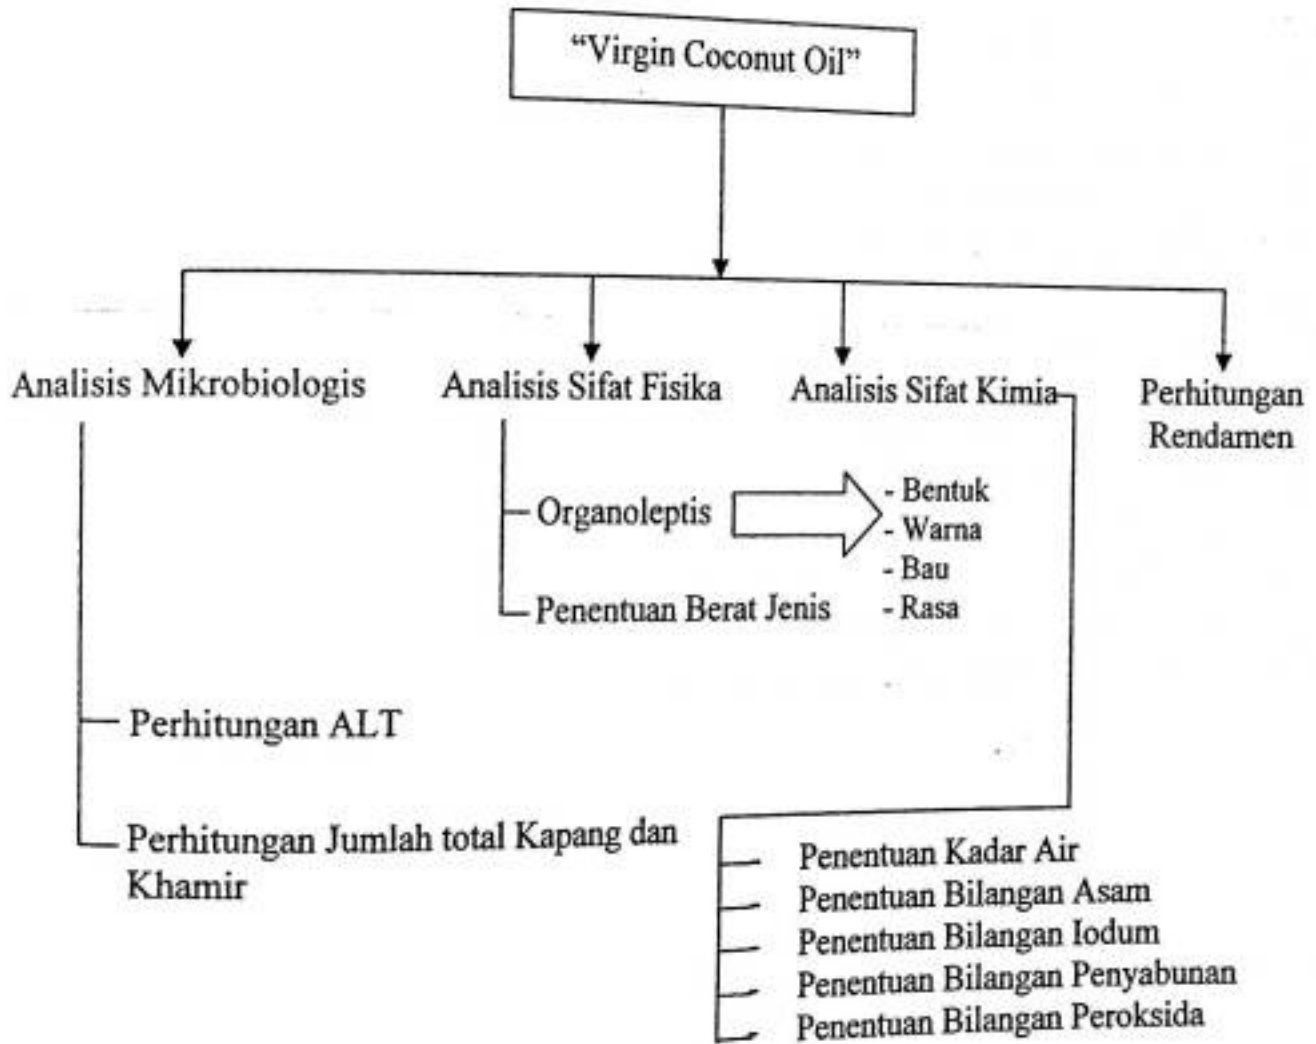 “Virgin Coconut Oil”
Analisis Mikrobiologis
Analisis Sifat Fisika
Analisis Sifat Kimia
Perhitungan
Rendamen
Organoleptis
- Bentuk
- Warna
- Bau
- Rasa
Penentuan Berat Jenis
Perhitungan ALT
Perhitungan Jumlah total Kapang dan
Khamir
Penentuan Kadar Air
Penentuan Bilangan Asam
Penentuan Bilangan Iodum
Penentuan Bilangan Penyabunan
Penentuan Bilangan Peroksida